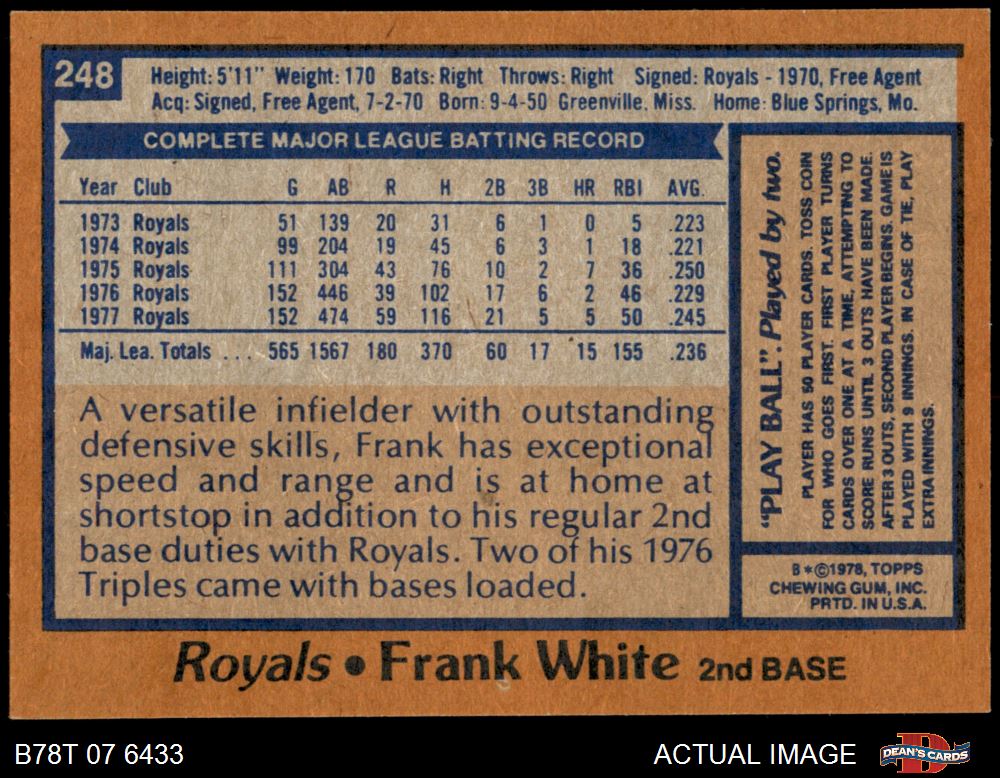 248
Height: 5'11" Weight: 170 Bats: Right Throws: Right Signed: Royals - 1970, Free Agent
Acq: Signed, Free Agent, 7-2-70 Born: 9-4-50 Greenville, Miss. Home: Blue Springs, Mo.
COMPLETE MAJOR LEAGUE BATTING RECORD
Year Club G AB R H 2B 3B HR RBI AVG.
1973 Royals 51 139 20 31 6 1 0 5 .223
1974 Royals 99 204 19 45 6 3 1 18 .221
1975 Royals 111 304 43 76 10 2 7 36 .250
1976 Royals 152 446 39 102 17 6 2 46 .229
1977 Royals 152 474 59 116 21 5 5 50 .245
Maj. Lea. Totals . . . 565 1567 180 370 60 17 15 155 .236
A versatile infielder with outstanding
defensive skills, Frank has exceptional
speed and range and is at home at
shortstop in addition to his regular 2nd
base duties with Royals. Two of his 1976
Triples came with bases loaded.
"PLAY BALL". Played by two.
PLAYER HAS 50 PLAYER CARDS. TOSS COIN
FOR WHO GOES FIRST. FIRST PLAYER TURNS
CARDS OVER ONE AT A TIME, ATTEMPTING TO
SCORE RUNS UNTIL 3 OUTS HAVE BEEN MADE.
AFTER 3 OUTS, SECOND PLAYER BEGINS. GAME IS
PLAYED WITH 9 INNINGS. IN CASE OF TIE, PLAY
EXTRA INNINGS.
B*©1978, TOPPS
CHEWING GUM, INC.
PRTD. IN U.S.A.
Royals • Frank White 2nd BASE
B78T 07 6433
ACTUAL IMAGE
DEAN'S CARDS